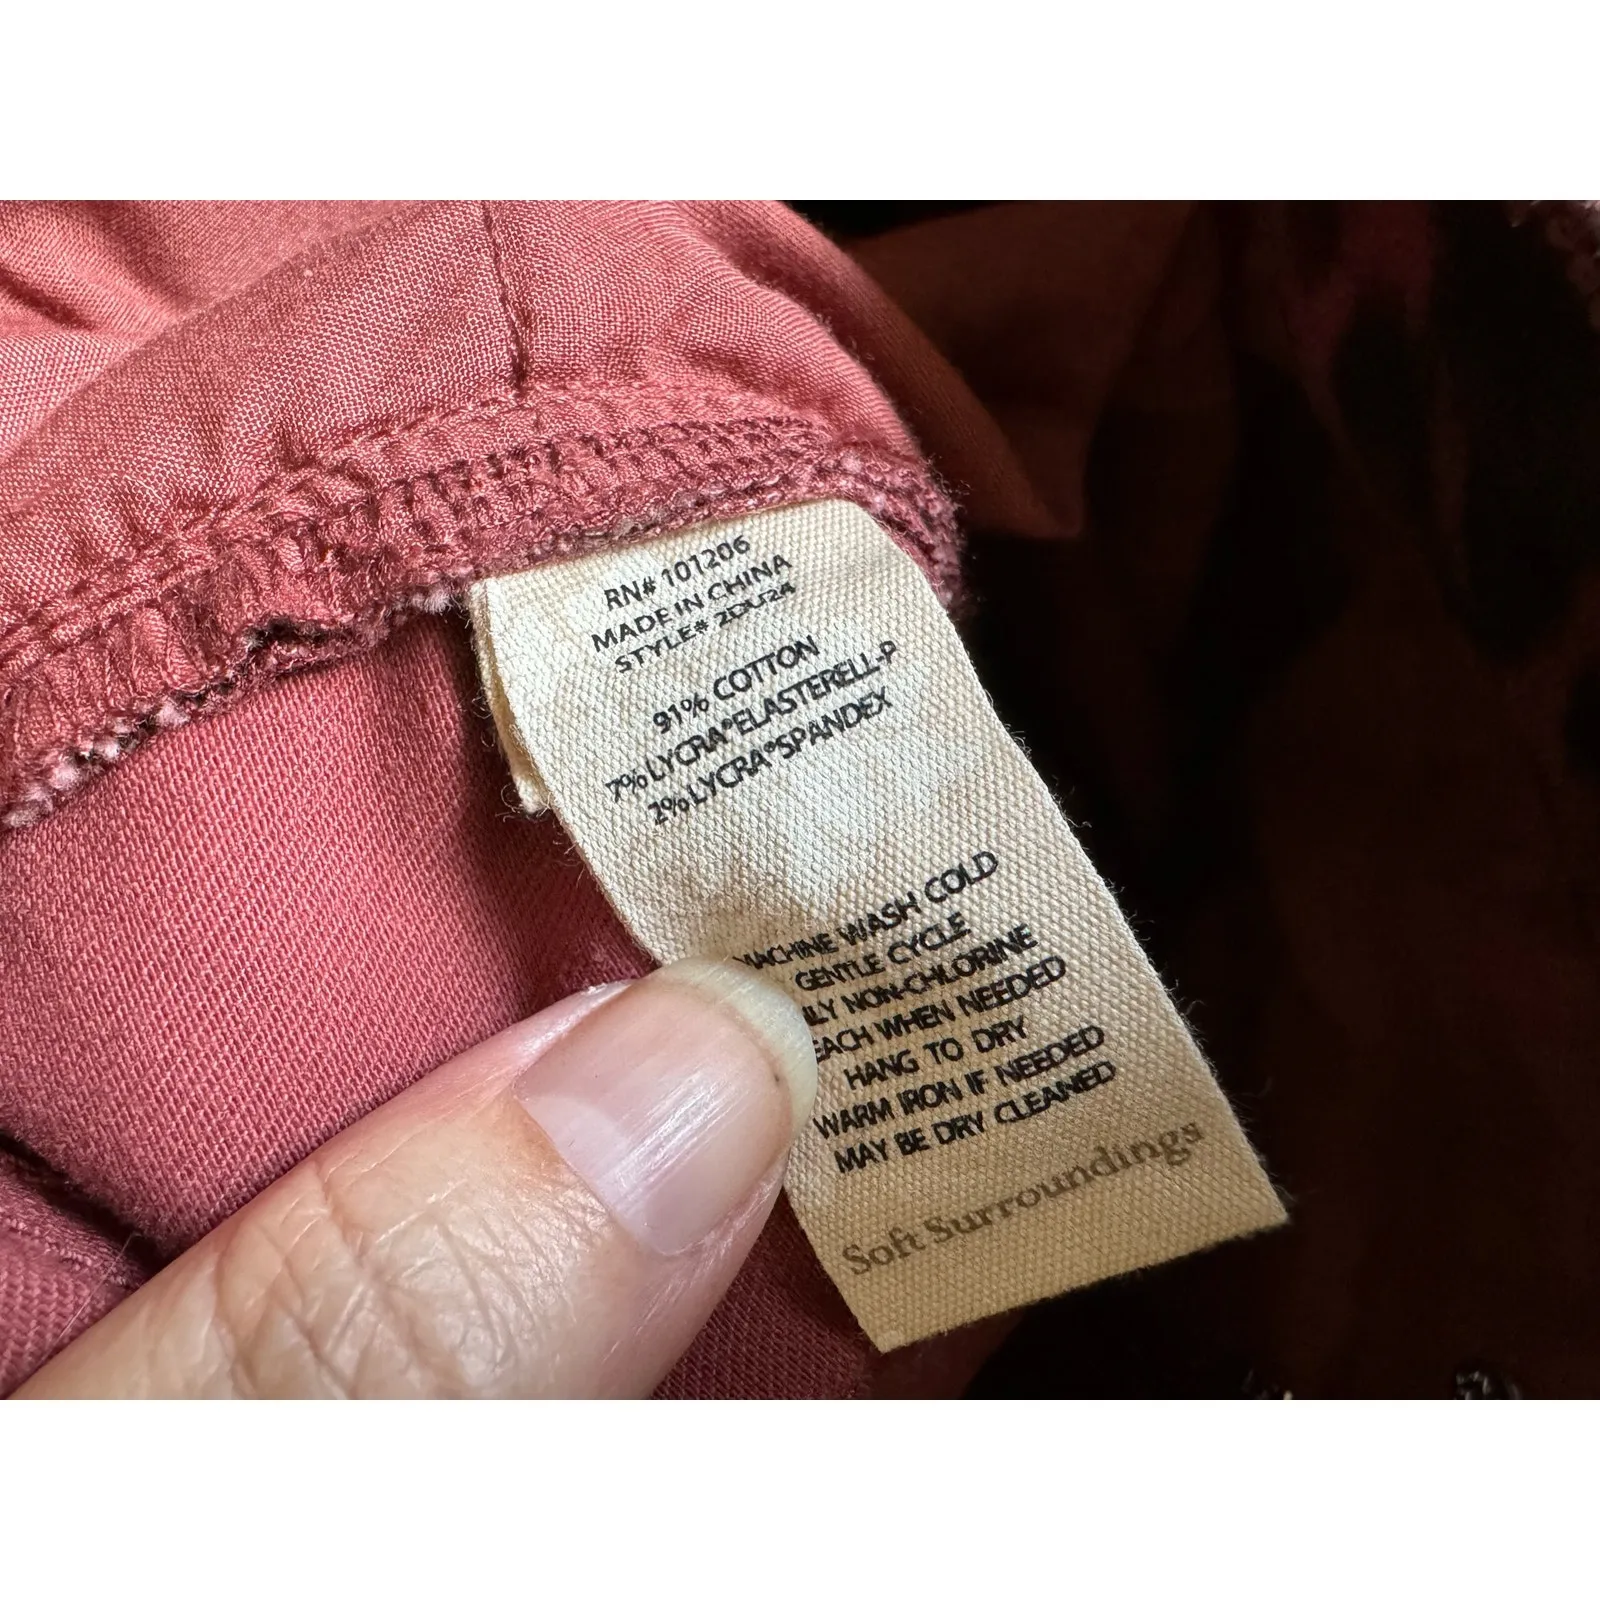 RN# 101206
MADE IN CHINA
STYLE# 2DU24
91% COTTON
7% LYCRA®ELASTERELL-P
2% LYCRA®SPANDEX
MACHINE WASH COLD
GENTLE CYCLE
LY NON-CHLORINE
EACH WHEN NEEDED
HANG TO DRY
WARM IRON IF NEEDED
MAY BE DRY CLEANED
Soft Surroundings